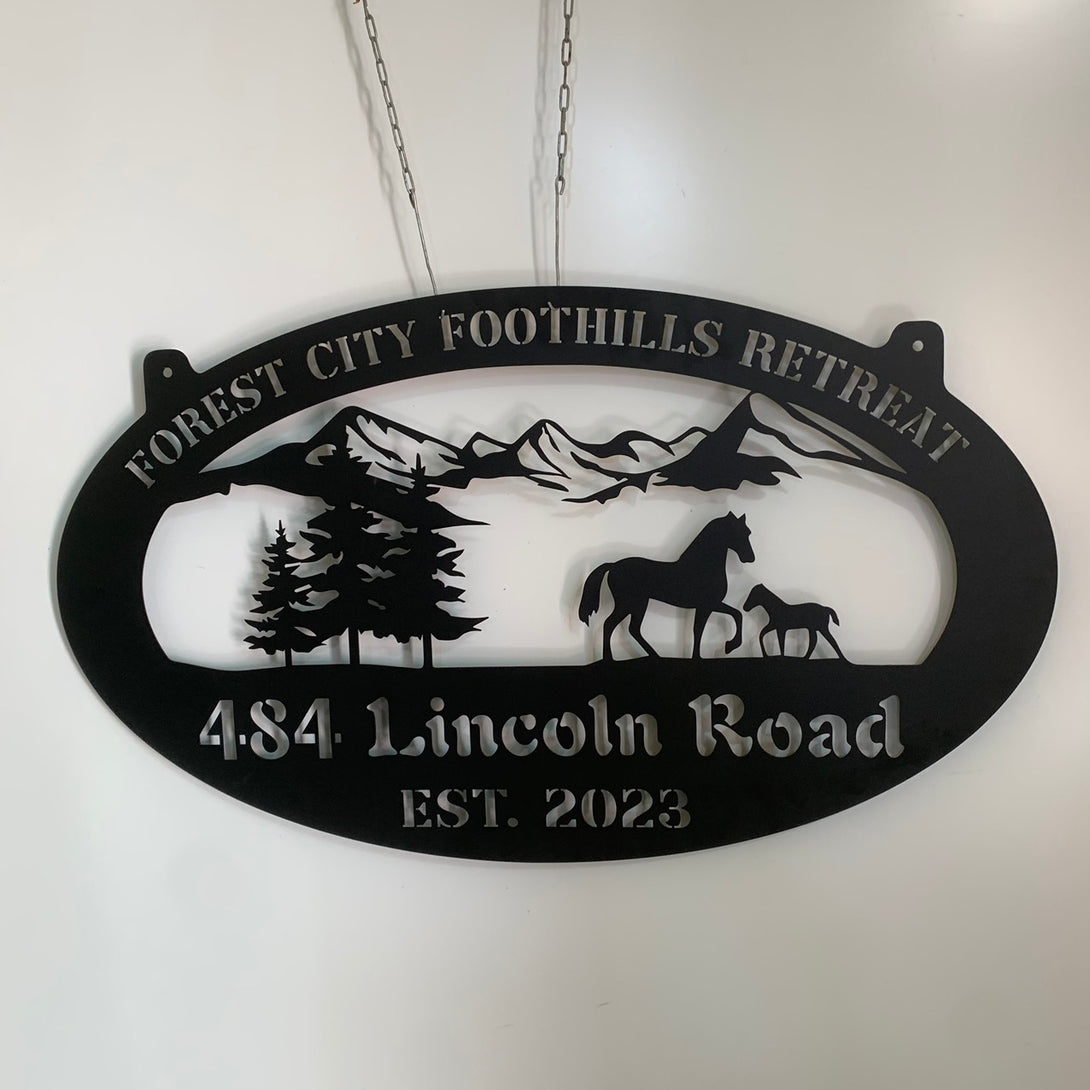 FOREST CITY FOOTHILLS RETREAT
484 Lincoln Road
EST. 2023